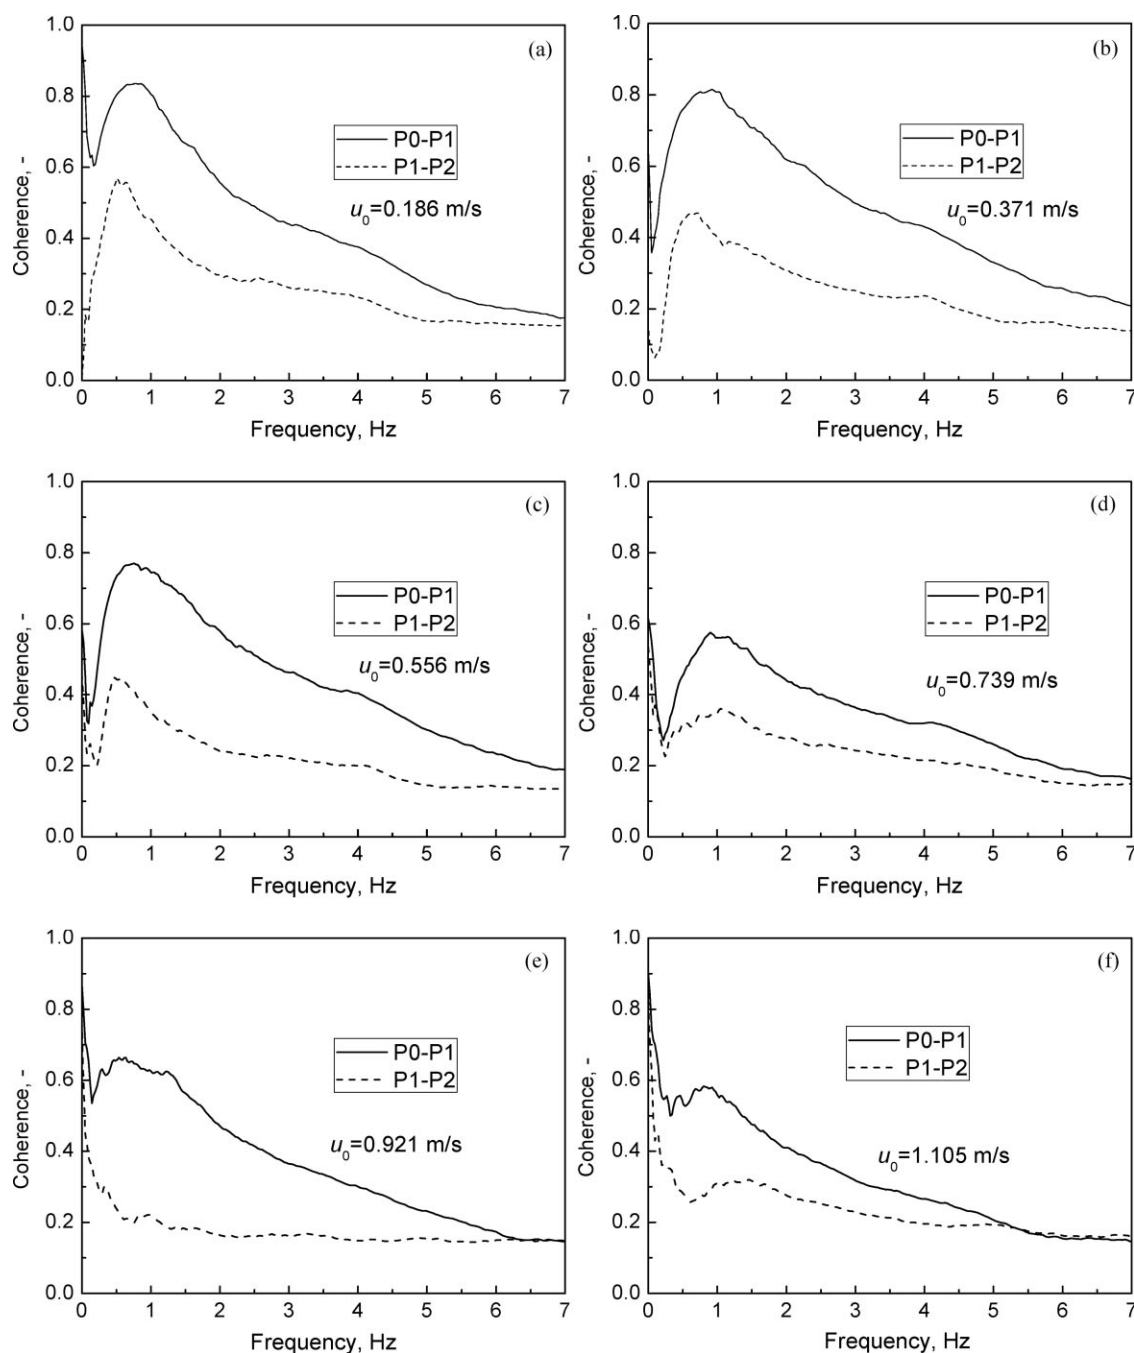 (a)
1.0
0.8
0.6
0.4
0.2
0.0
Coherence, -
P0-P1
P1-P2
u0=0.186 m/s
0 1 2 3 4 5 6 7
Frequency, Hz
(b)
1.0
0.8
0.6
0.4
0.2
0.0
Coherence, -
P0-P1
P1-P2
u0=0.371 m/s
0 1 2 3 4 5 6 7
Frequency, Hz
(c)
1.0
0.8
0.6
0.4
0.2
0.0
Coherence, -
P0-P1
P1-P2
u0=0.556 m/s
0 1 2 3 4 5 6 7
Frequency, Hz
(d)
1.0
0.8
0.6
0.4
0.2
0.0
Coherence, -
P0-P1
P1-P2
u0=0.739 m/s
0 1 2 3 4 5 6 7
Frequency, Hz
(e)
1.0
0.8
0.6
0.4
0.2
0.0
Coherence, -
P0-P1
P1-P2
u0=0.921 m/s
0 1 2 3 4 5 6 7
Frequency, Hz
(f)
1.0
0.8
0.6
0.4
0.2
0.0
Coherence, -
P0-P1
P1-P2
u0=1.105 m/s
0 1 2 3 4 5 6 7
Frequency, Hz